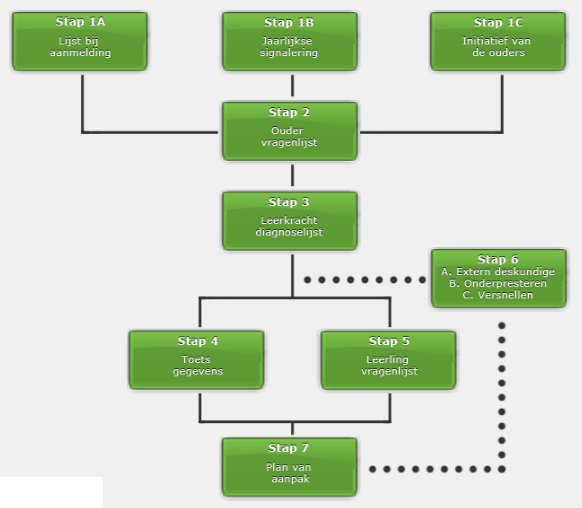 Stap 1A
Lijst bij
aanmelding
Stap 1B
Jaarlijkse
signalering
Stap 1C
Initiatief van
de ouders
Stap 2
Ouder
vragenlijst
Stap 3
Leerkracht
diagnoselijst
Stap 6
A. Extern deskundige
B. Onderpresteren
C. Versnellen
Stap 4
Toets
gegevens
Stap 5
Leerling
vragenlijst
Stap 7
Plan van
aanpak